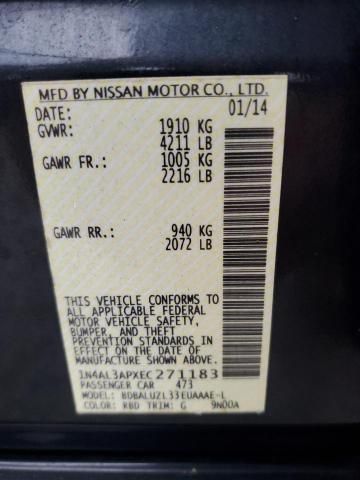 MFD BY NISSAN MOTOR CO., LTD.
DATE: 01/14
GVWR: 1910 KG
4211 LB
GAWR FR.: 1005 KG
2216 LB
GAWR RR.: 940 KG
2072 LB
THIS VEHICLE CONFORMS TO
ALL APPLICABLE FEDERAL
MOTOR VEHICLE SAFETY,
BUMPER, AND THEFT
PREVENTION STANDARDS IN
EFFECT ON THE DATE OF
MANUFACTURE SHOWN ABOVE.
1N4AL3APXEC271183
PASSENGER CAR 473
MODEL: BDBALUZL33EUAAAE-L
COLOR: RBD TRIM: G 9N00A